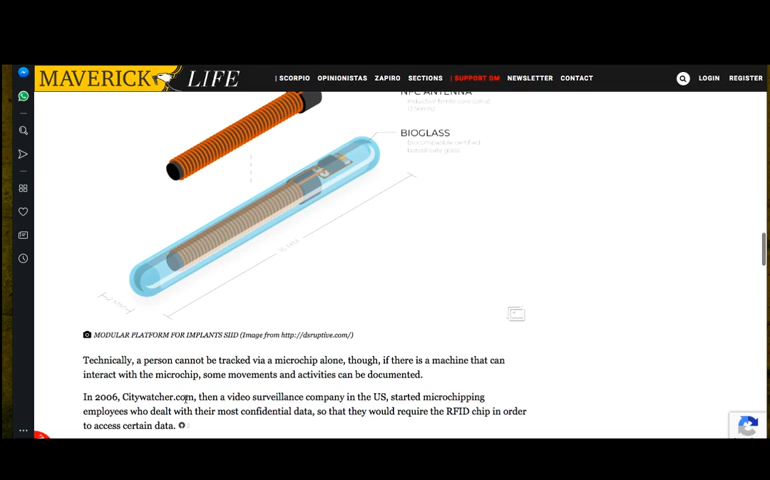 MAVERICK LIFE | SCORPIO OPINIONISTAS ZAPIRO SECTIONS | SUPPORT DM NEWSLETTER CONTACT LOGIN REGISTER
NFC ANTENNA
BIOGLASS
MODULAR PLATFORM FOR IMPLANTS SIID (Image from http://dsruptive.com/)
Technically, a person cannot be tracked via a microchip alone, though, if there is a machine that can
interact with the microchip, some movements and activities can be documented.
In 2006, Citywatcher.com, then a video surveillance company in the US, started microchipping
employees who dealt with their most confidential data, so that they would require the RFID chip in order
to access certain data.